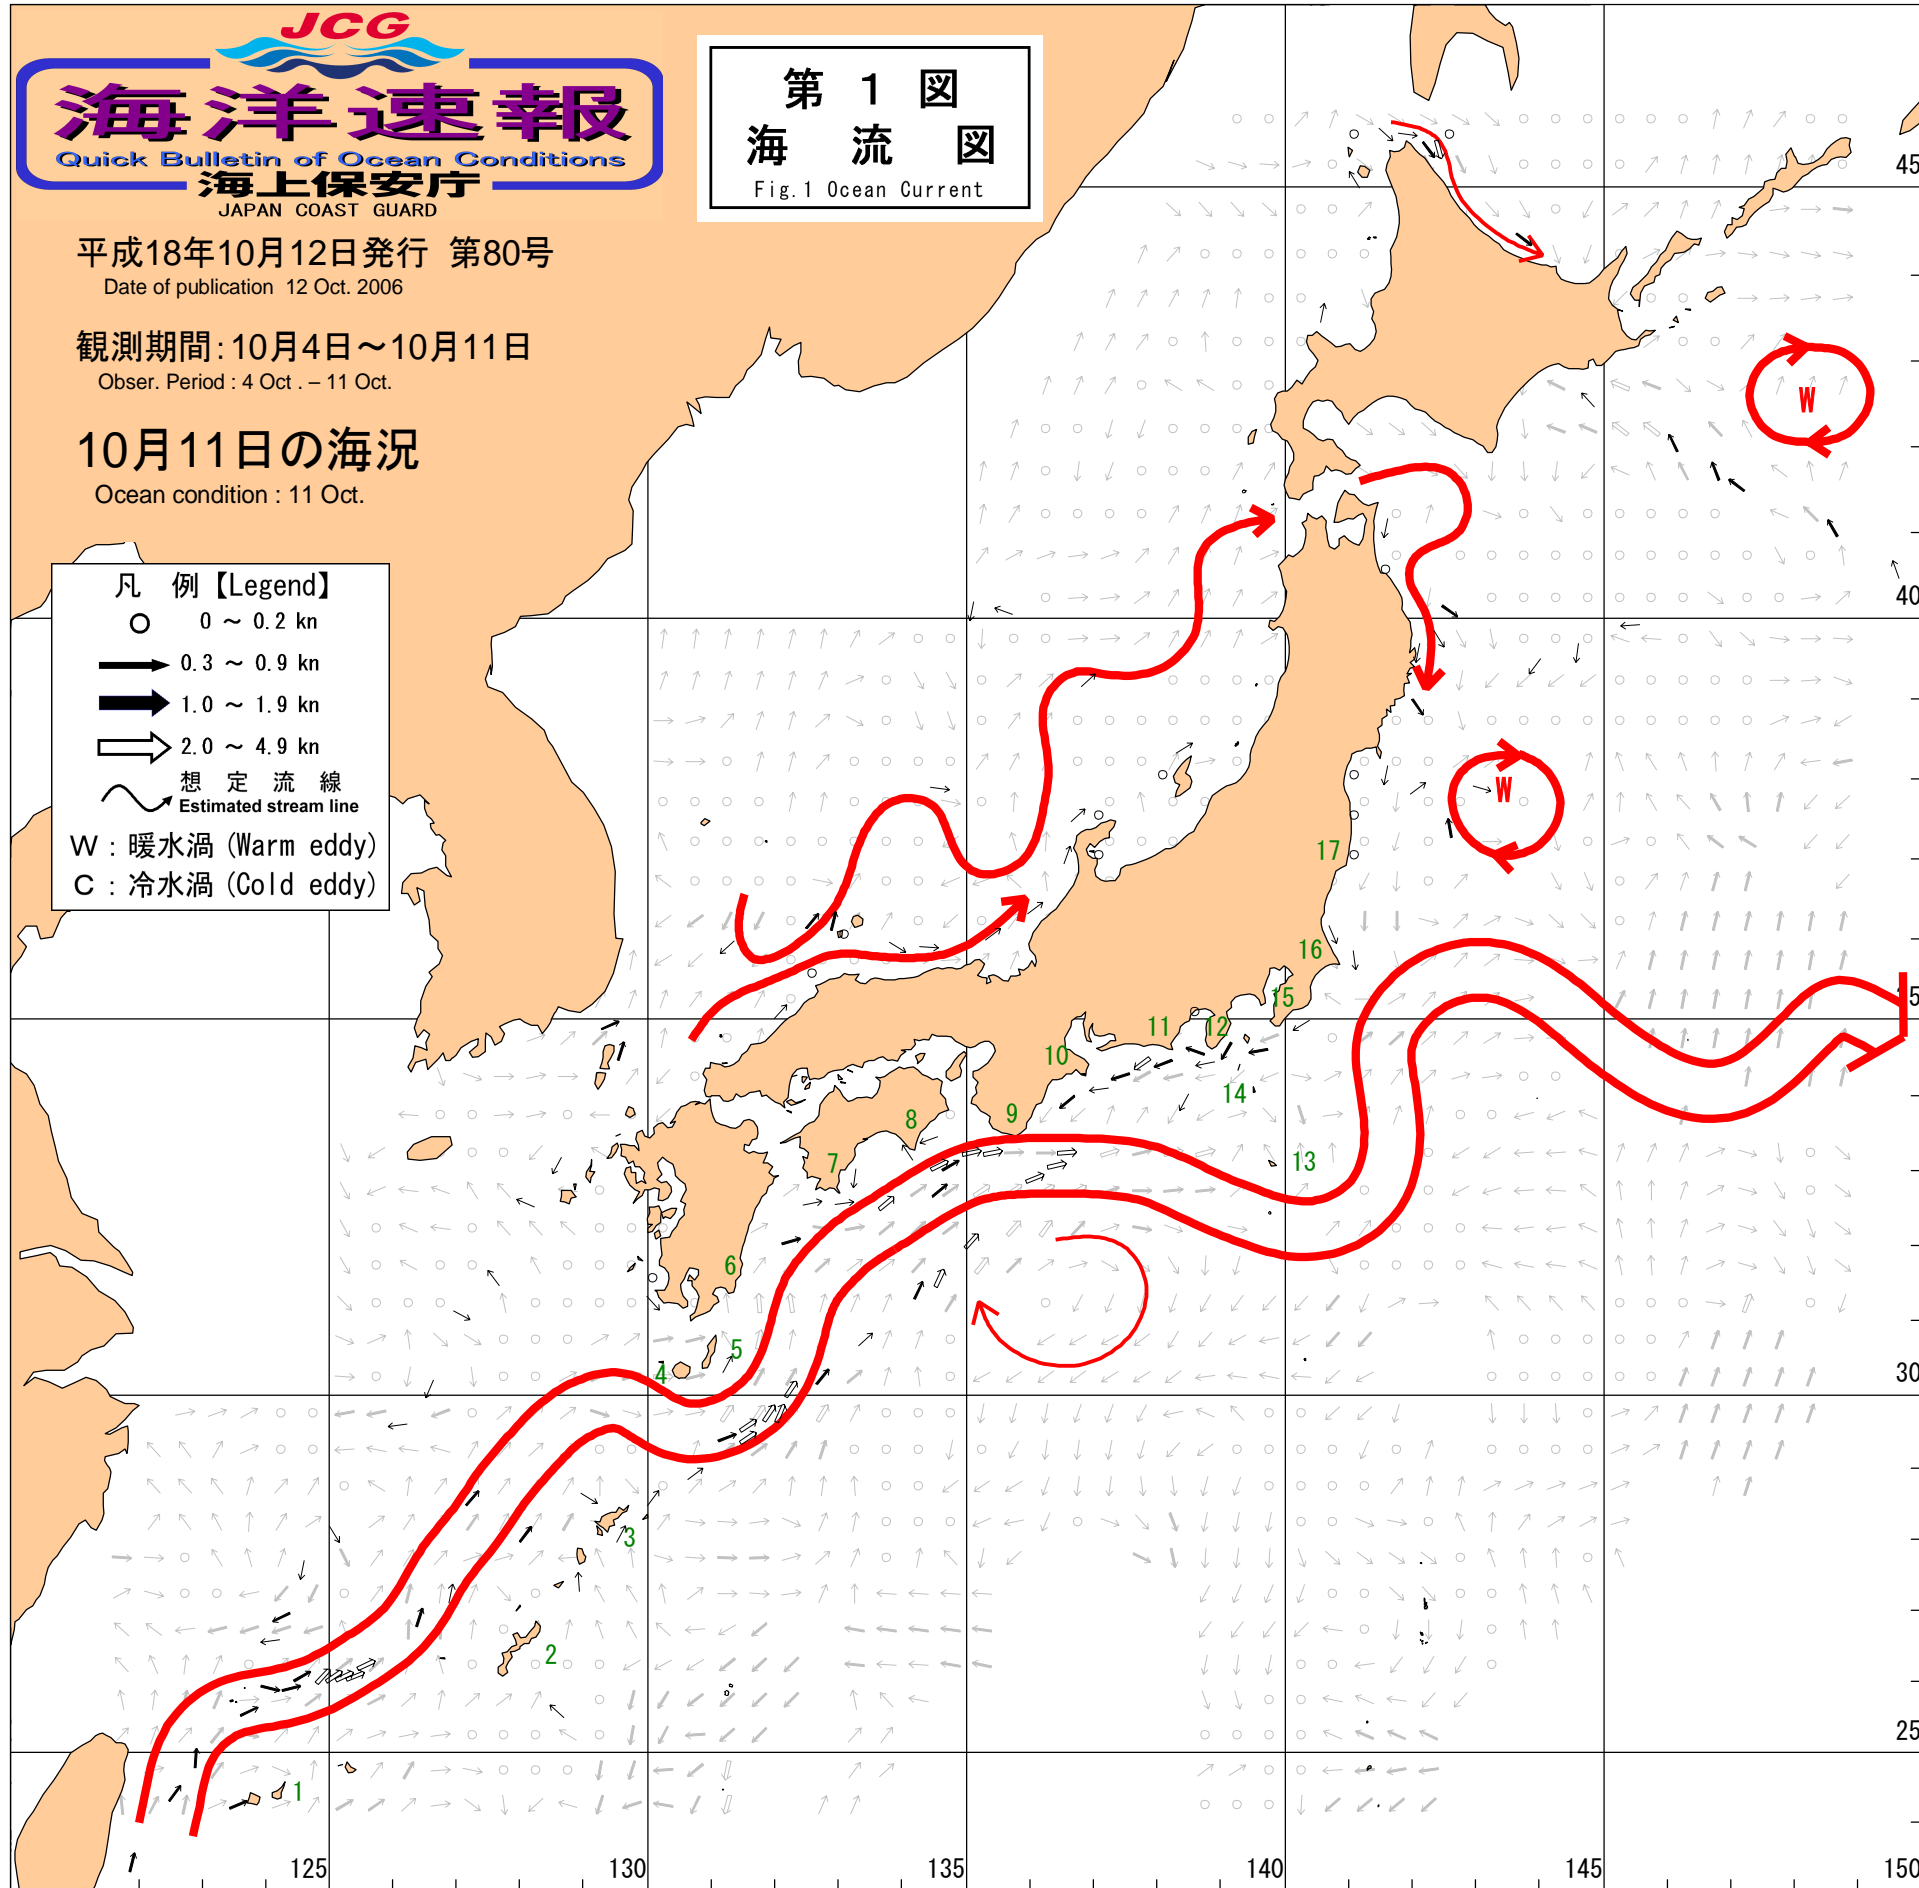 JCG
海洋速報
Quick Bulletin of Ocean Conditions
海上保安庁
JAPAN COAST GUARD
平成18年10月12日発行 第80号
Date of publication 12 Oct. 2006
観測期間:10月4日~10月11日
Obser. Period : 4 Oct . – 11 Oct.
10月11日の海況
Ocean condition : 11 Oct.
第 1 図
海 流 図
Fig.1 Ocean Current
凡 例【Legend】
0 ~ 0.2 kn
0.3 ~ 0.9 kn
1.0 ~ 1.9 kn
2.0 ~ 4.9 kn
想 定 流 線
Estimated stream line
W : 暖水渦 (Warm eddy)
C : 冷水渦 (Cold eddy)
45
W
40
W
17
16
15
35
11
12
10
14
9
8
7
13
6
5
4
30
3
2
25
1
125
130
135
140
145
150